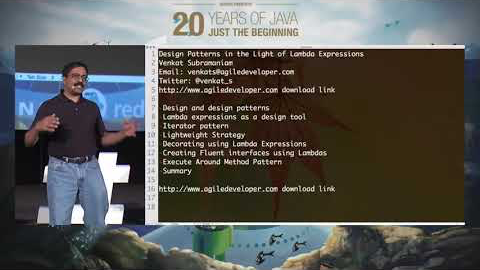 20 YEARS OF JAVA
JUST THE BEGINNING
1 Design Patterns in the Light of Lambda Expressions
2 Venkat Subramaniam
3 Email: venkats@agiledeveloper.com
4 Twitter: @venkat_s
5 http://www.agiledeveloper.com download link
6
7 Design and design patterns
8 Lambda expressions as a design tool
9 Iterator pattern
10 Lightweight Strategy
11 Decorating using Lambda Expressions
12 Creating Fluent interfaces using Lambdas
13 Execute Around Method Pattern
14 Summary
15
16 http://www.agiledeveloper.com download link
17
18
red